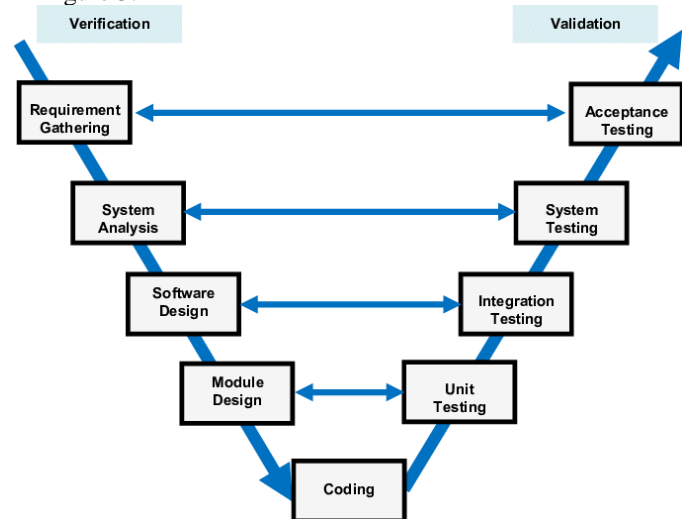 Verification
Validation
Requirement
Gathering
Acceptance
Testing
System
Analysis
System
Testing
Software
Design
Integration
Testing
Module
Design
Unit
Testing
Coding